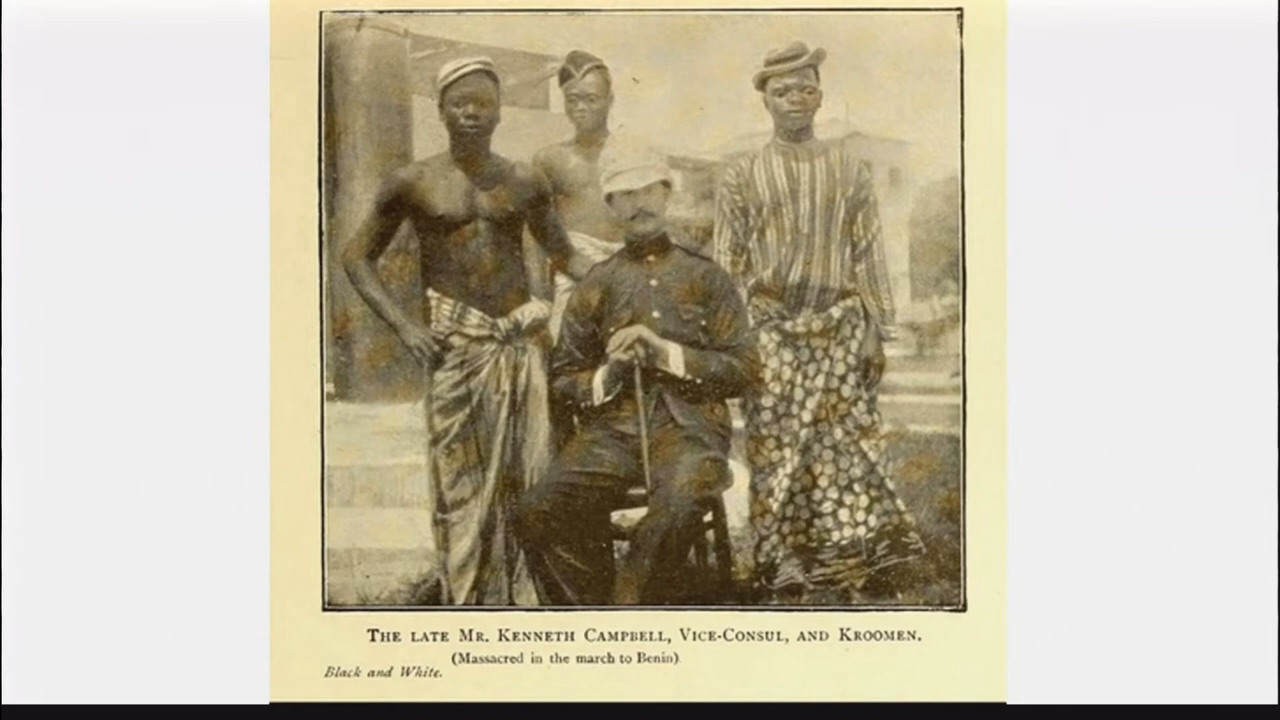 The late Mr. Kenneth Campbell, Vice-Consul, and Kroomen.
(Massacred in the march to Benin)
Black and White.